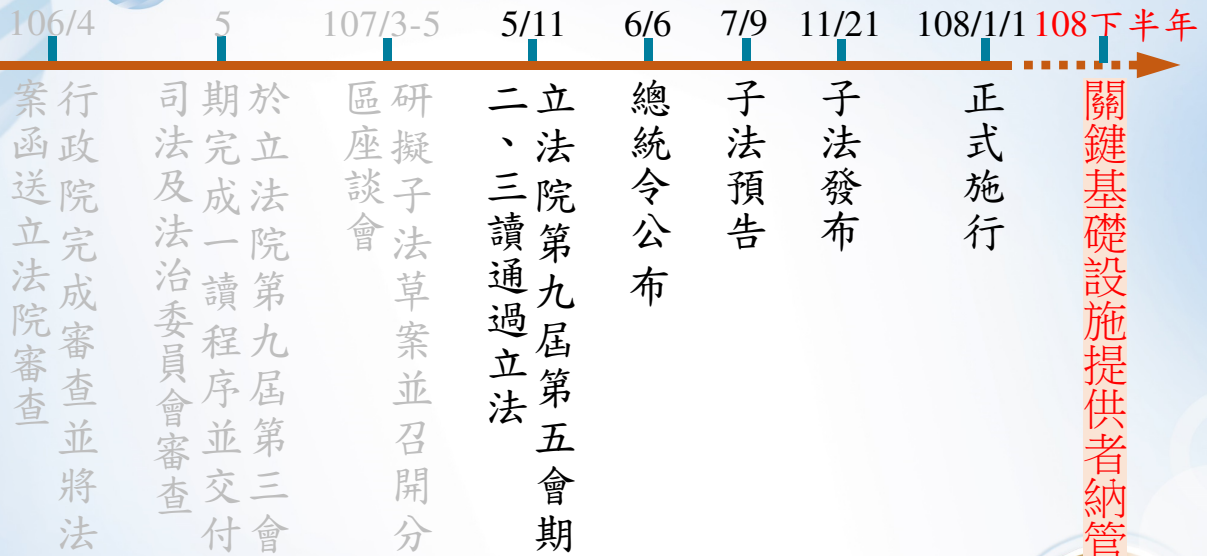 106/4
5
107/3-5
5/11
6/6
7/9
11/21
108/1/1
108下半年
行政院完成審查並將法
案函送立法院審查
於立法院第九屆第三會
期完成一讀程序並交付
司法及法治委員會審查
研擬子法草案並召開分
區座談會
立法院第九屆第五會期
二、三讀通過立法
總統令公布
子法預告
子法發布
正式施行
關鍵基礎設施提供者納管